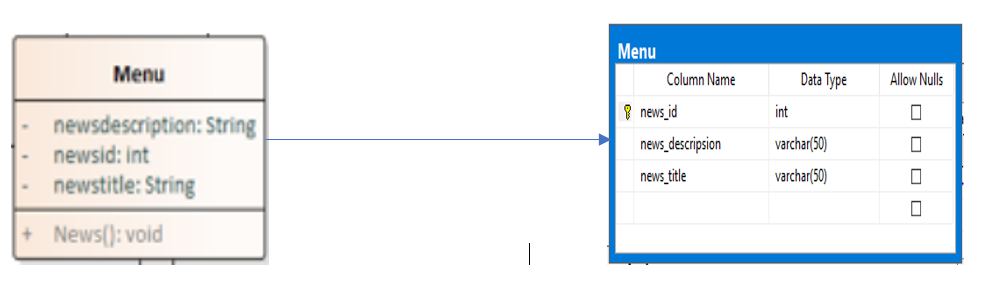 Menu
- newsdescription: String
- newsid: int
- newstitle: String
+ News(): void
Menu
Column Name Data Type Allow Nulls
news_id int
news_descripsion varchar(50)
news_title varchar(50)